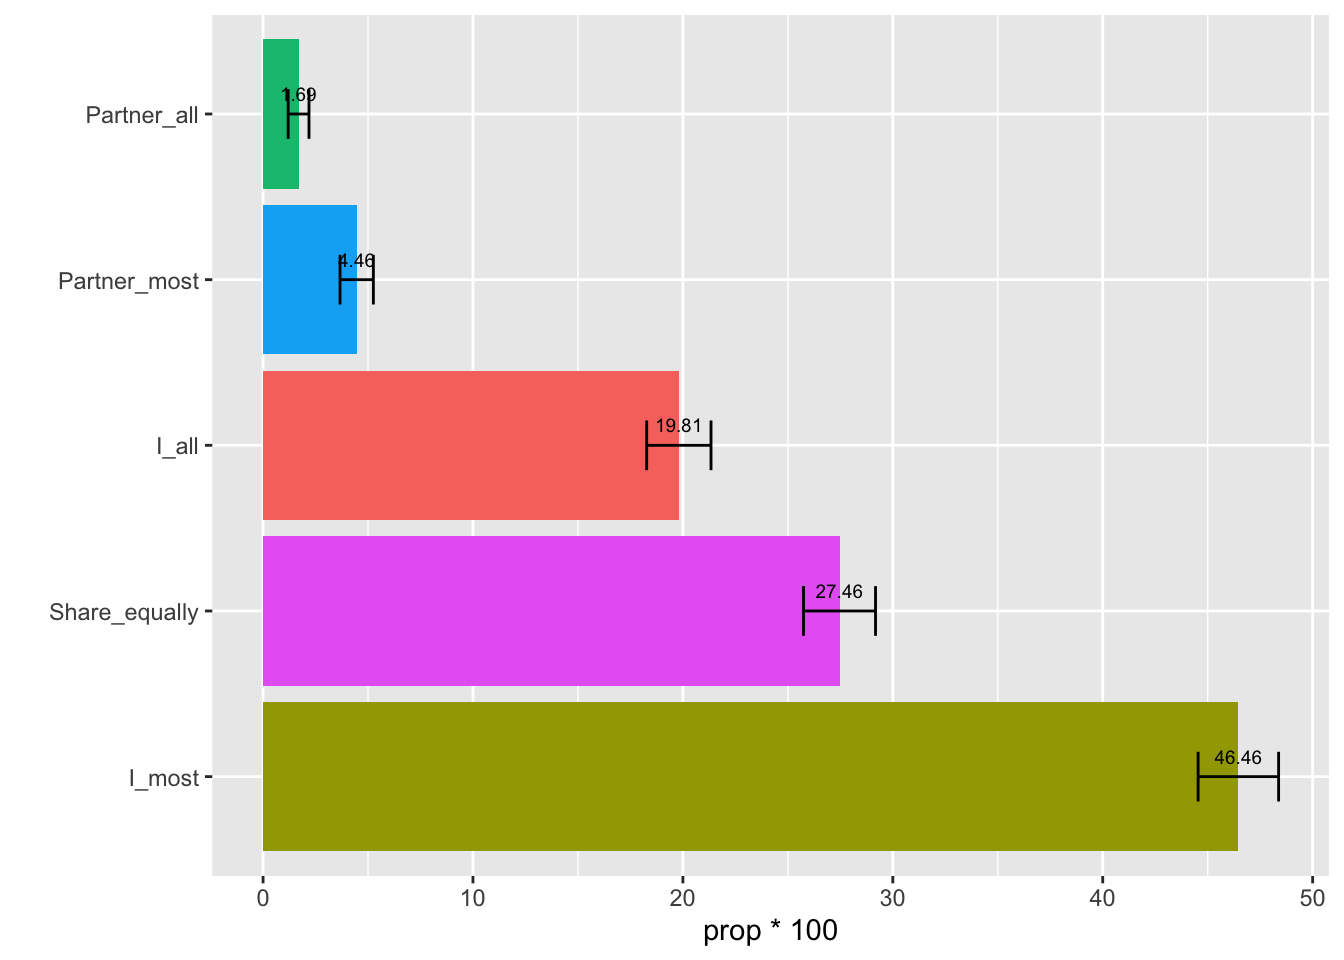 Partner_all
1.69
Partner_most
4.46
I_all
19.81
Share_equally
27.46
I_most
46.46
0 10 20 30 40 50
prop * 100